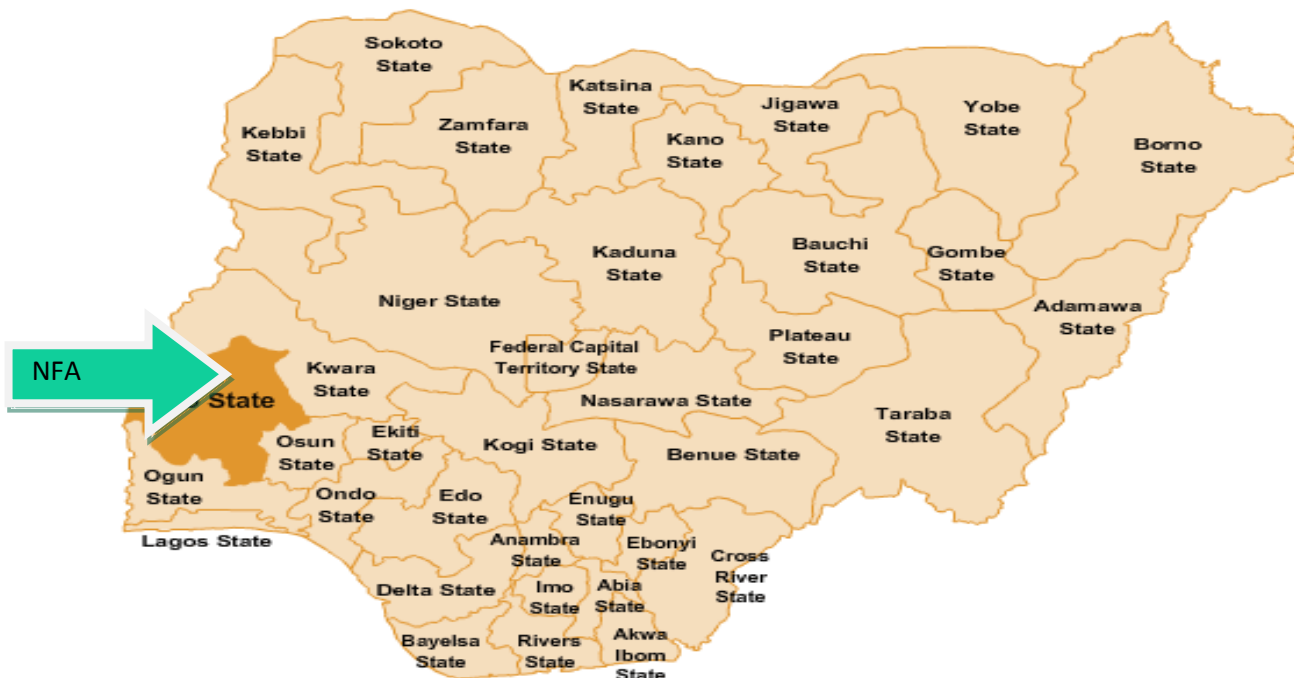 Sokoto
State
Katsina
State
Jigawa
State
Yobe
State
Kebbi
State
Zamfara
State
Kano
State
Borno
State
Kaduna
State
Bauchi
State
Gombe
State
Niger State
Adamawa
State
Plateau
State
Federal Capital
Territory State
NFA
Kwara
State
State
Nasarawa State
Taraba
State
Osun
State
Ekiti
State
Kogi State
Benue State
Ogun
State
Ondo
State
Edo
State
Enugu
State
Lagos State
Anambra
State
Ebonyi
State
Cross
River
State
Delta State
Imo
State
Abia
State
Bayelsa
State
Rivers
State
Akwa
Ibom
State